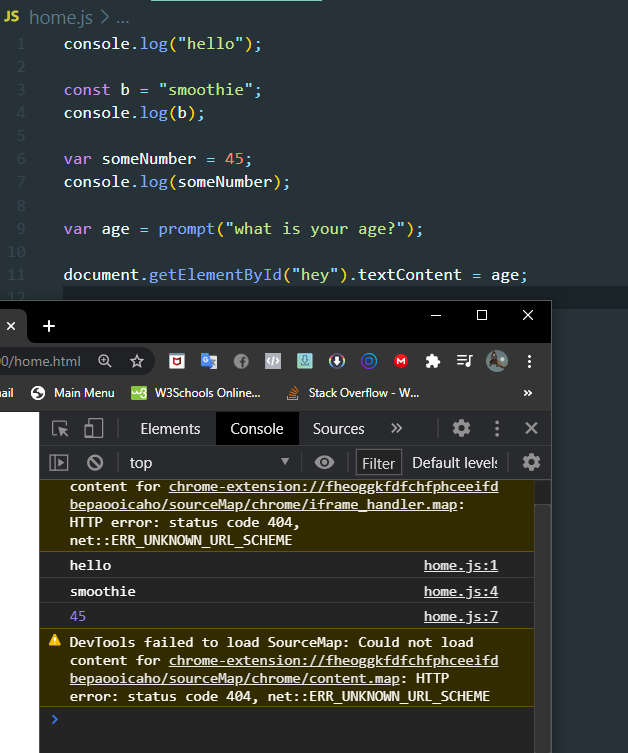 JS home.js > ...
1 console.log("hello");
2
3 const b = "smoothie";
4 console.log(b);
5
6 var someNumber = 45;
7 console.log(someNumber);
8
9 var age = prompt("what is your age?");
10
11 document.getElementById("hey").textContent = age;
12
00/home.html
ail Main Menu W3Schools Online... Stack Overflow - W... »
Elements Console Sources »
top Filter Default levels
content for chrome-extension://fheoggkfdfchfphceeifd
bepaooicaho/sourceMap/chrome/iframe_handler.map:
HTTP error: status code 404,
net::ERR_UNKNOWN_URL_SCHEME
hello home.js:1
smoothie home.js:4
45 home.js:7
DevTools failed to load SourceMap: Could not load
content for chrome-extension://fheoggkfdfchfphceeifd
bepaooicaho/sourceMap/chrome/content.map: HTTP
error: status code 404, net::ERR_UNKNOWN_URL_SCHEME